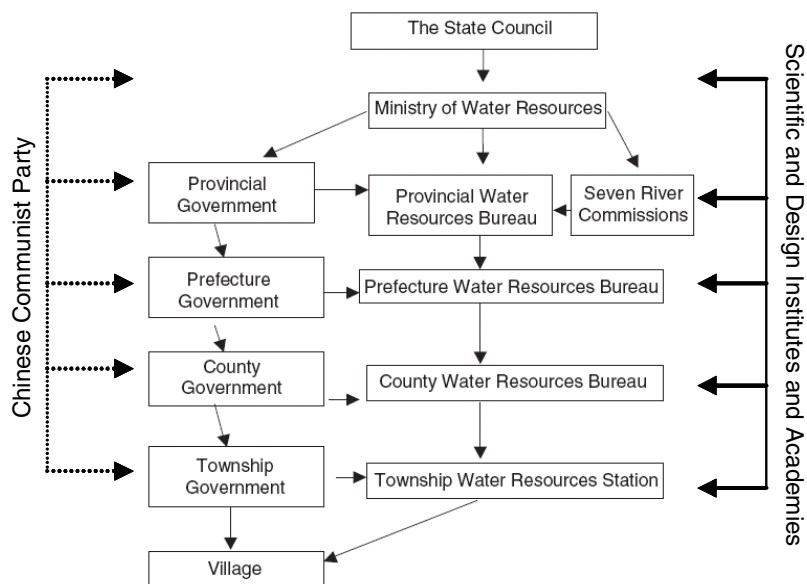 The State Council
Ministry of Water Resources
Provincial
Government
Provincial Water
Resources Bureau
Seven River
Commissions
Prefecture
Government
Prefecture Water Resources Bureau
County
Government
County Water Resources Bureau
Township
Government
Township Water Resources Station
Village
Chinese Communist Party
Scientific and Design Institutes and Academies